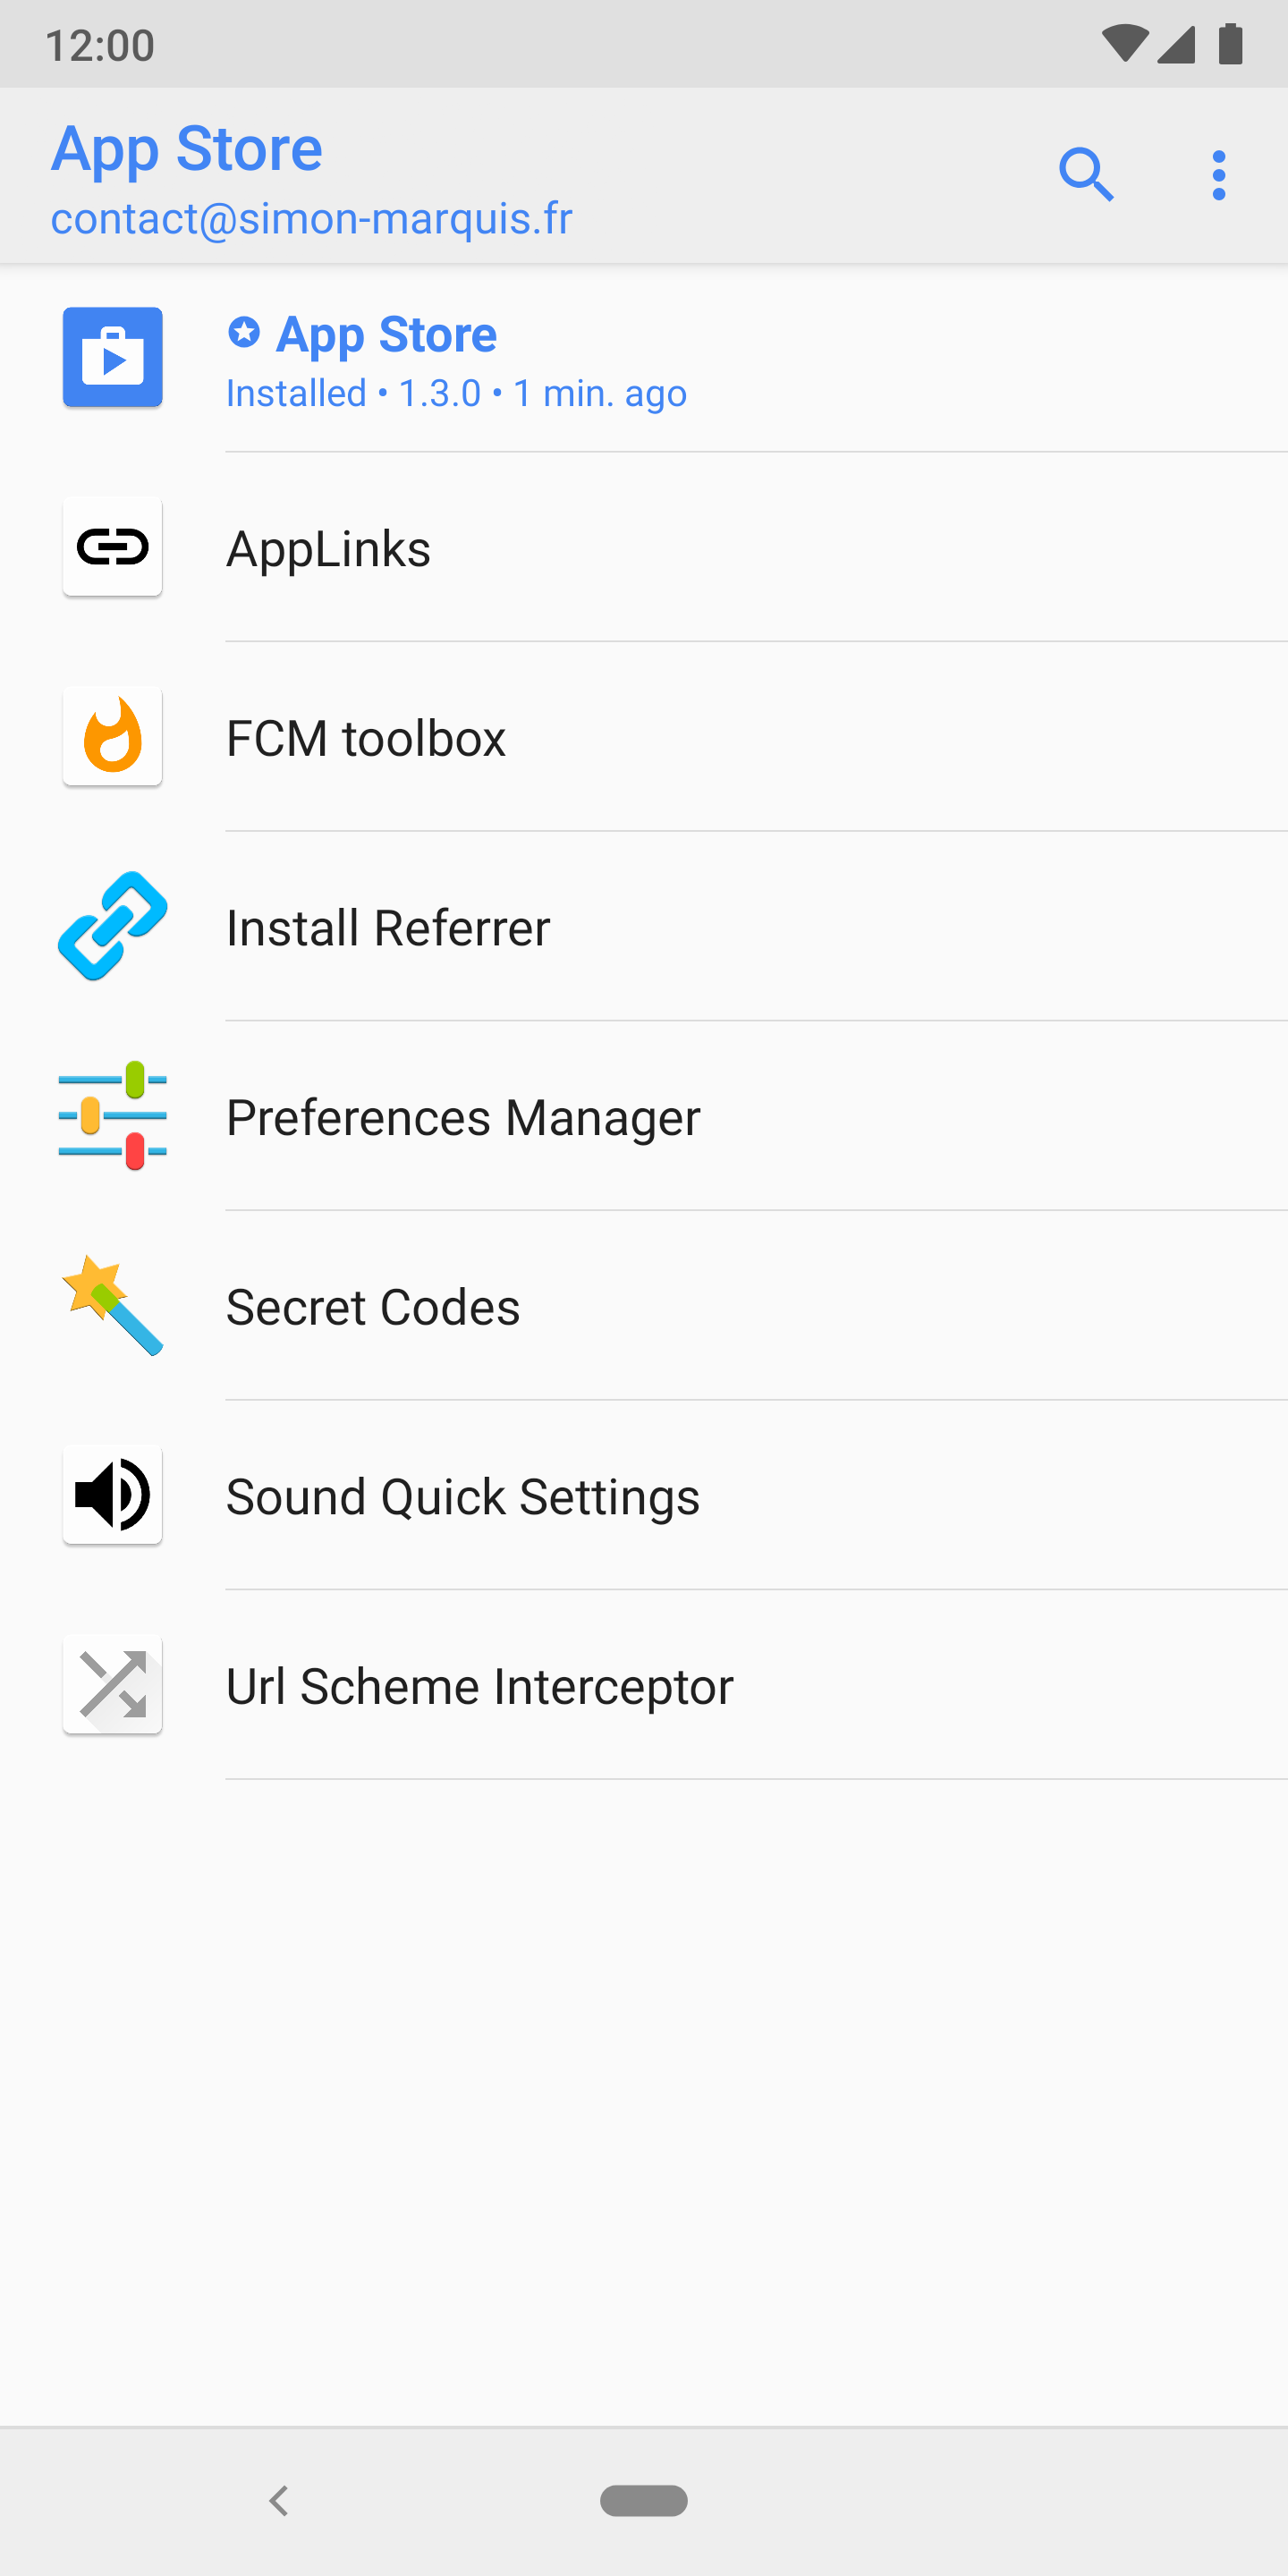 12:00
App Store
contact@simon-marquis.fr
App Store
Installed • 1.3.0 • 1 min. ago
AppLinks
FCM toolbox
Install Referrer
Preferences Manager
Secret Codes
Sound Quick Settings
Url Scheme Interceptor